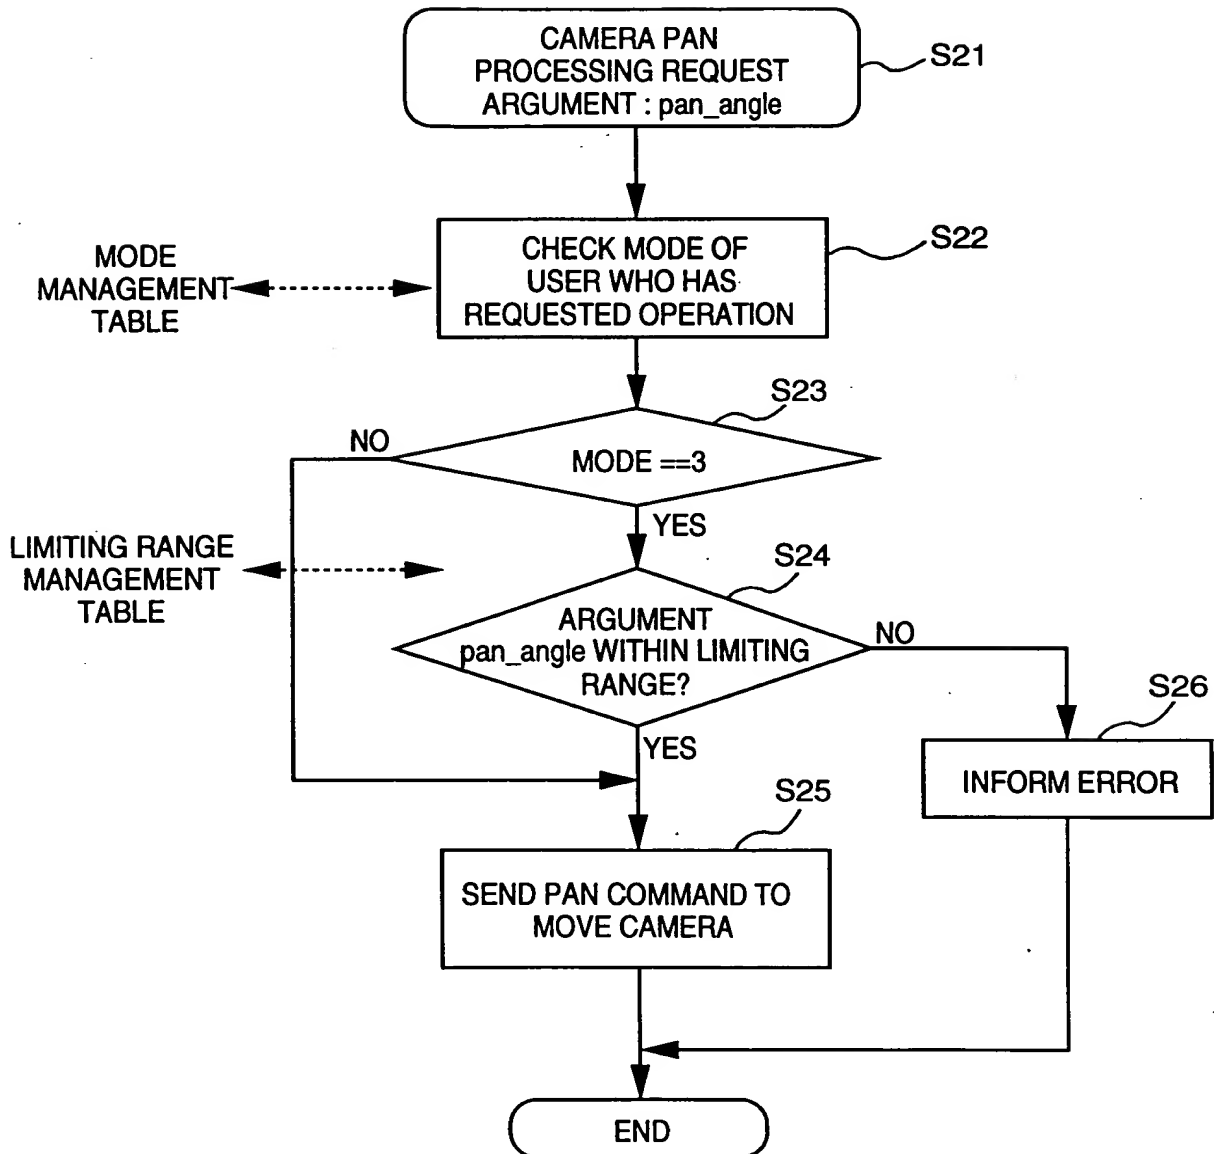 CAMERA PAN
PROCESSING REQUEST
ARGUMENT : pan_angle
S21
CHECK MODE OF
USER WHO HAS
REQUESTED OPERATION
S22
MODE
MANAGEMENT
TABLE
S23
NO
MODE ==3
YES
LIMITING RANGE
MANAGEMENT
TABLE
S24
ARGUMENT
pan_angle WITHIN LIMITING
RANGE?
NO
YES
S26
INFORM ERROR
S25
SEND PAN COMMAND TO
MOVE CAMERA
END